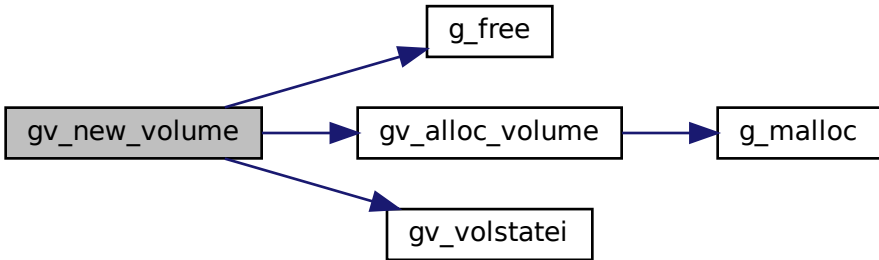 g_free
gv_new_volume
gv_alloc_volume
g_malloc
gv_volstatei